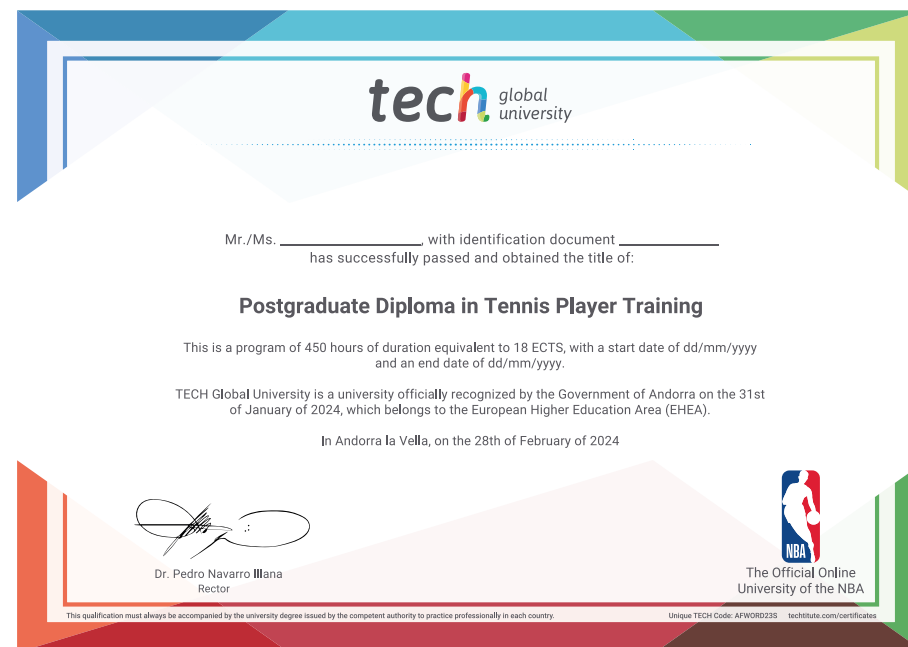 tech global university
Mr./Ms. ____________, with identification document ____________
has successfully passed and obtained the title of:
Postgraduate Diploma in Tennis Player Training
This is a program of 450 hours of duration equivalent to 18 ECTS, with a start date of dd/mm/yyyy
and an end date of dd/mm/yyyy.
TECH Global University is a university officially recognized by the Government of Andorra on the 31st
of January of 2024, which belongs to the European Higher Education Area (EHEA).
In Andorra la Vella, on the 28th of February of 2024
Dr. Pedro Navarro Illana
Rector
NBA
The Official Online
University of the NBA
This qualification must always be accompanied by the university degree issued by the competent authority to practice professionally in each country.
Unique TECH Code: AFWORD23S techtitute.com/certificates